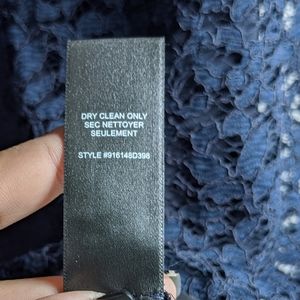 DRY CLEAN ONLY
SEC NETTOYER
SEULEMENT
STYLE #916148D398